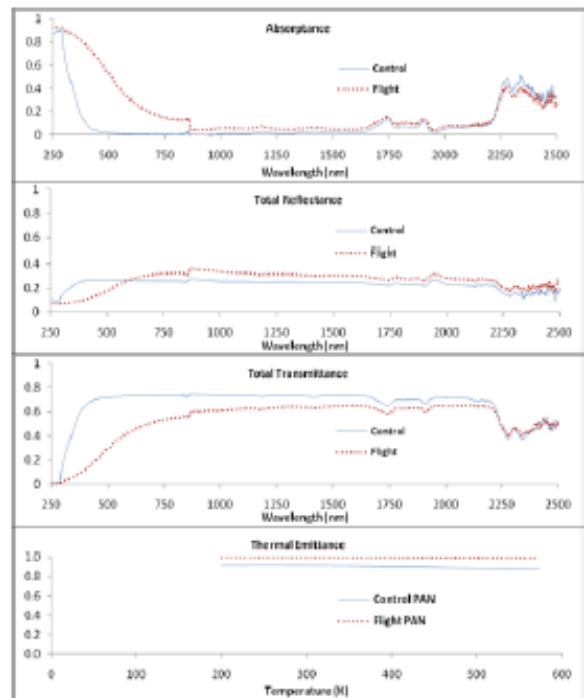 Absorptance
1
0.8
0.6
0.4
0.2
0
Control
Flight
250 500 750 1000 1250 1500 1750 2000 2250 2500
Wavelength (nm)
Total Reflectance
1
0.8
0.6
0.4
0.2
0
Control
Flight
250 500 750 1000 1250 1500 1750 2000 2250 2500
Wavelength (nm)
Total Transmittance
1
0.8
0.6
0.4
0.2
0
Control
Flight
250 500 750 1000 1250 1500 1750 2000 2250 2500
Wavelength (nm)
Thermal Emittance
1.0
0.8
0.6
0.4
0.2
0.0
Control PAN
Flight PAN
0 100 200 300 400 500 600
Temperature (K)